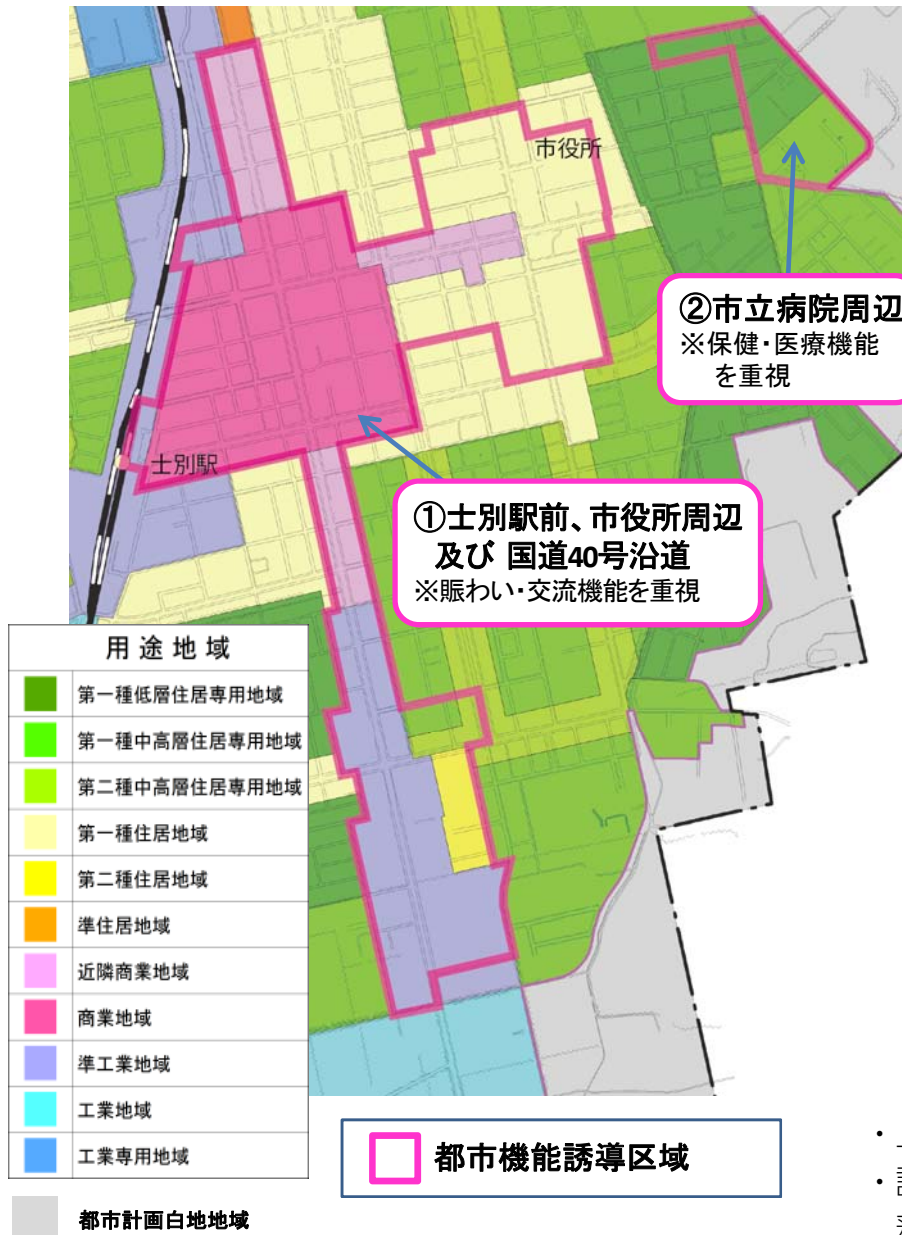 市役所
②市立病院周辺
※保健・医療機能
を重視
士別駅
①士別駅前、市役所周辺
及び 国道40号沿道
※賑わい・交流機能を重視
用途地域
第一種低層住居専用地域
第一種中高層住居専用地域
第二種中高層住居専用地域
第一種住居地域
第二種住居地域
準住居地域
近隣商業地域
商業地域
準工業地域
工業地域
工業専用地域
都市機能誘導区域
都市計画白地地域